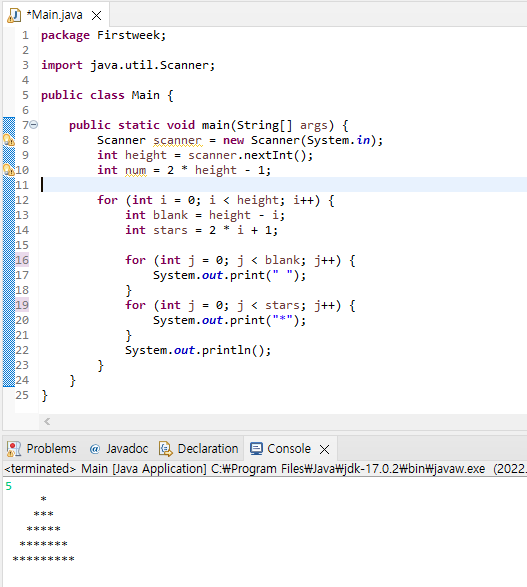 *Main.java
1 package Firstweek;
2
3 import java.util.Scanner;
4
5 public class Main {
6
7     public static void main(String[] args) {
8         Scanner scanner = new Scanner(System.in);
9         int height = scanner.nextInt();
10         int num = 2 * height - 1;
11
12         for (int i = 0; i < height; i++) {
13             int blank = height - i;
14             int stars = 2 * i + 1;
15
16             for (int j = 0; j < blank; j++) {
17                 System.out.print(" ");
18             }
19             for (int j = 0; j < stars; j++) {
20                 System.out.print("*");
21             }
22             System.out.println();
23         }
24     }
25 }
Problems @ Javadoc Declaration Console
<terminated> Main [Java Application] C:₩Program Files₩Java₩jdk-17.0.2₩bin₩javaw.exe (2022.
5
     *
    ***
   *****
  *******
 *********